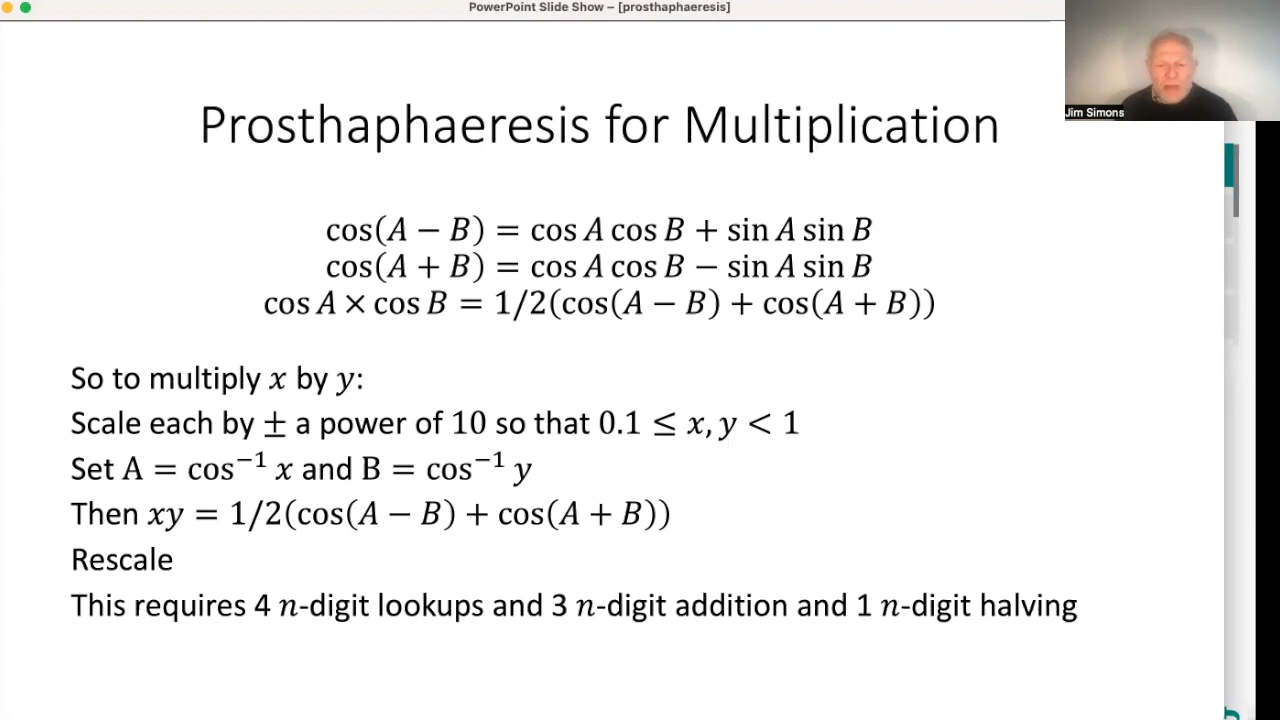 PowerPoint Slide Show – [prosthaphaeresis]
Jim Simons
Prosthaphaeresis for Multiplication
cos(A − B) = cos A cos B + sin A sin B
cos(A + B) = cos A cos B − sin A sin B
cos A × cos B = 1/2(cos(A − B) + cos(A + B))
So to multiply x by y:
Scale each by ± a power of 10 so that 0.1 ≤ x, y < 1
Set A = cos⁻¹ x and B = cos⁻¹ y
Then xy = 1/2(cos(A − B) + cos(A + B))
Rescale
This requires 4 n-digit lookups and 3 n-digit addition and 1 n-digit halving